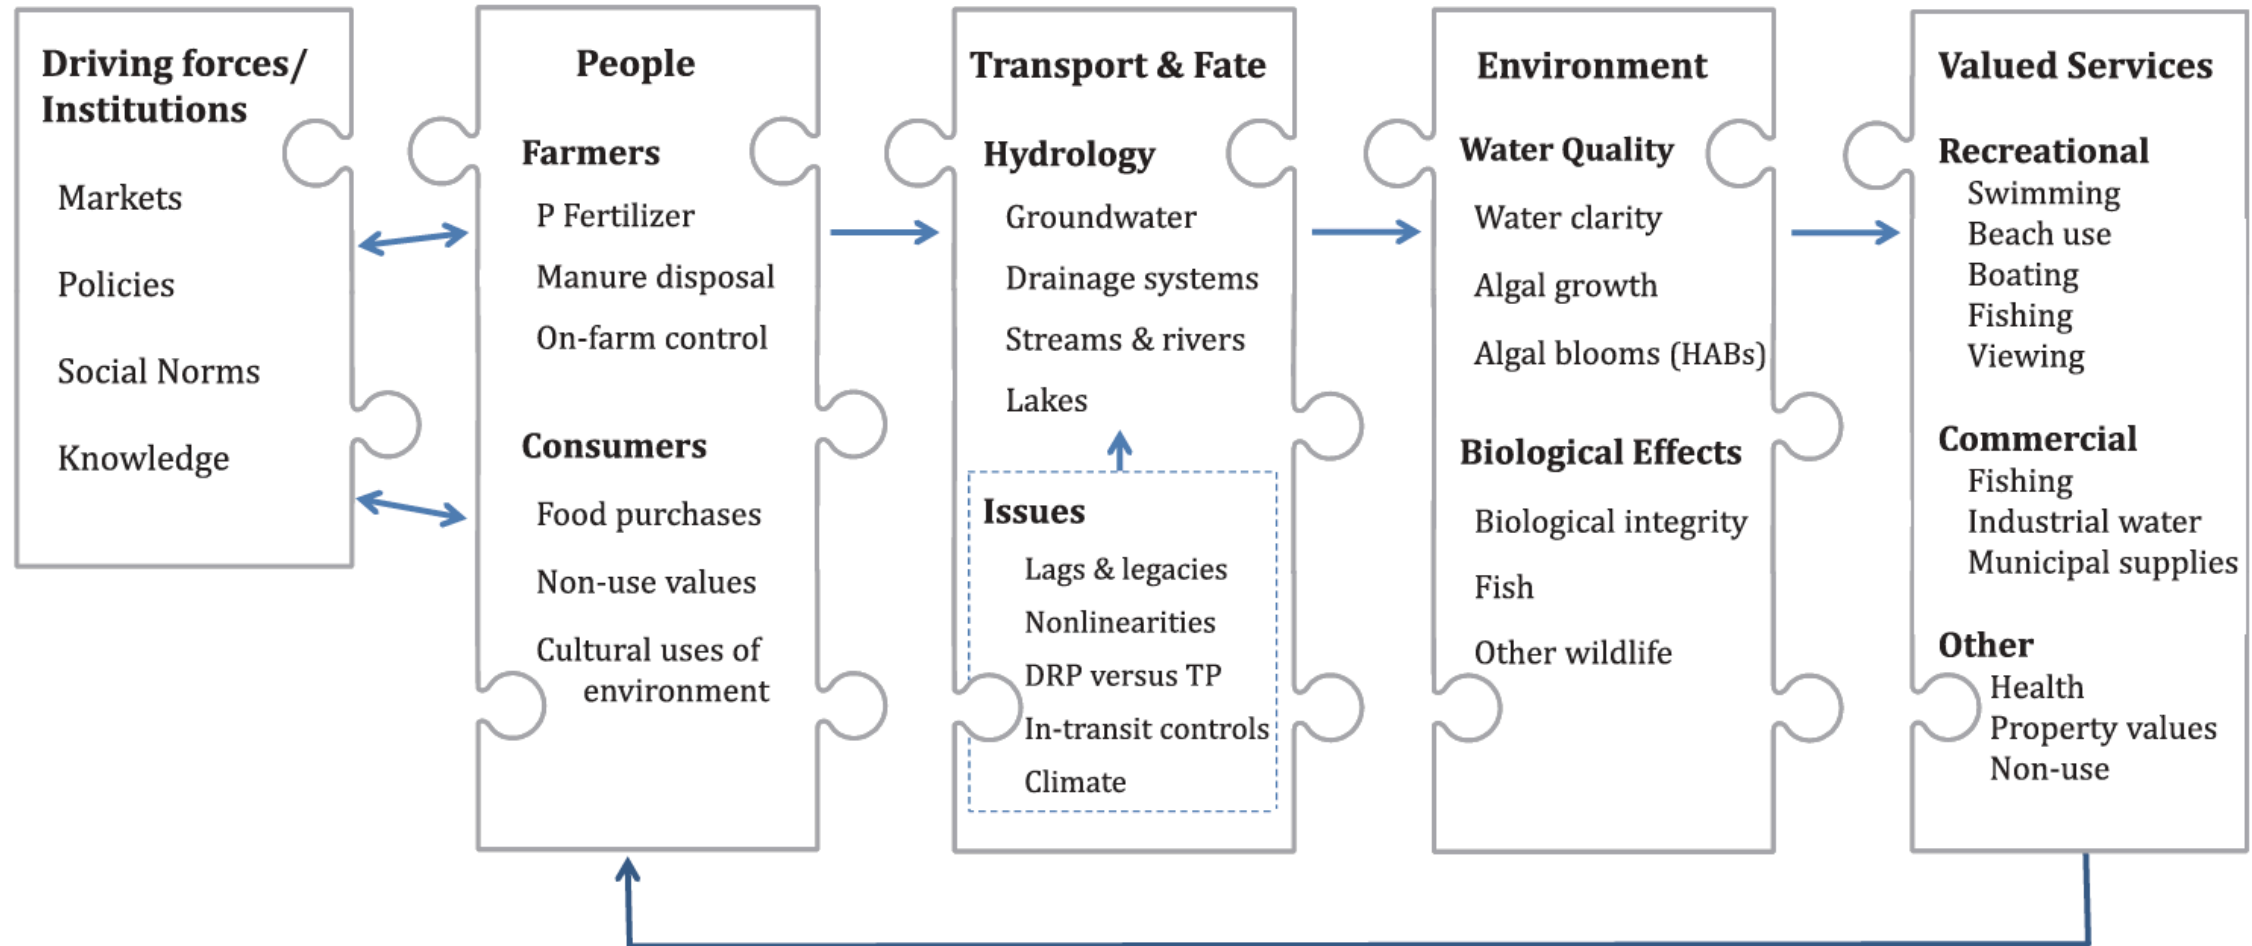 Driving forces/
Institutions
Markets
Policies
Social Norms
Knowledge
People
Farmers
P Fertilizer
Manure disposal
On-farm control
Consumers
Food purchases
Non-use values
Cultural uses of
environment
Transport & Fate
Hydrology
Groundwater
Drainage systems
Streams & rivers
Lakes
Issues
Lags & legacies
Nonlinearities
DRP versus TP
In-transit controls
Climate
Environment
Water Quality
Water clarity
Algal growth
Algal blooms (HABs)
Biological Effects
Biological integrity
Fish
Other wildlife
Valued Services
Recreational
Swimming
Beach use
Boating
Fishing
Viewing
Commercial
Fishing
Industrial water
Municipal supplies
Other
Health
Property values
Non-use